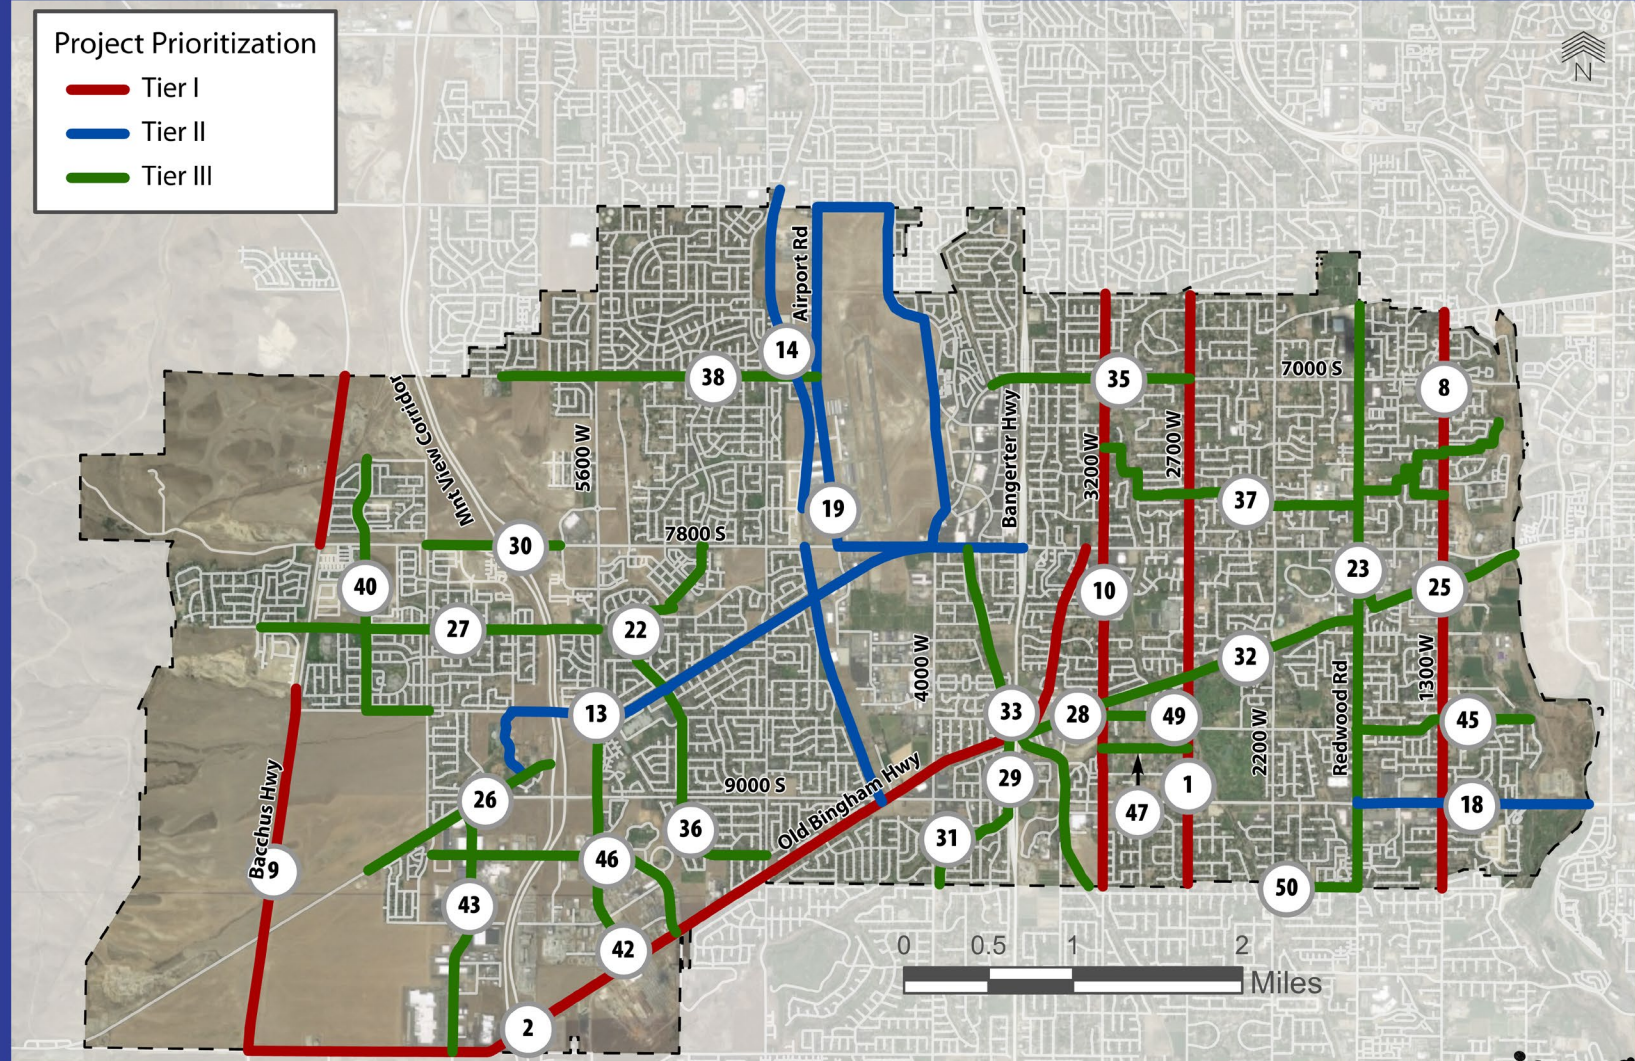 Project Prioritization
Tier I
Tier II
Tier III
N
Airport Rd
14
38
35
7000 S
8
Mnt View Corridor
5600 W
Bangerter Hwy
3200 W
2700 W
37
19
7800 S
30
40
10
23
25
27
22
4000 W
32
1300 W
13
33
28
49
2200 W
Redwood Rd
45
Bacchus Hwy
26
9000 S
Old Bingham Hwy
29
47
1
18
36
31
9
46
50
43
42
2
0 0.5 1 2
Miles